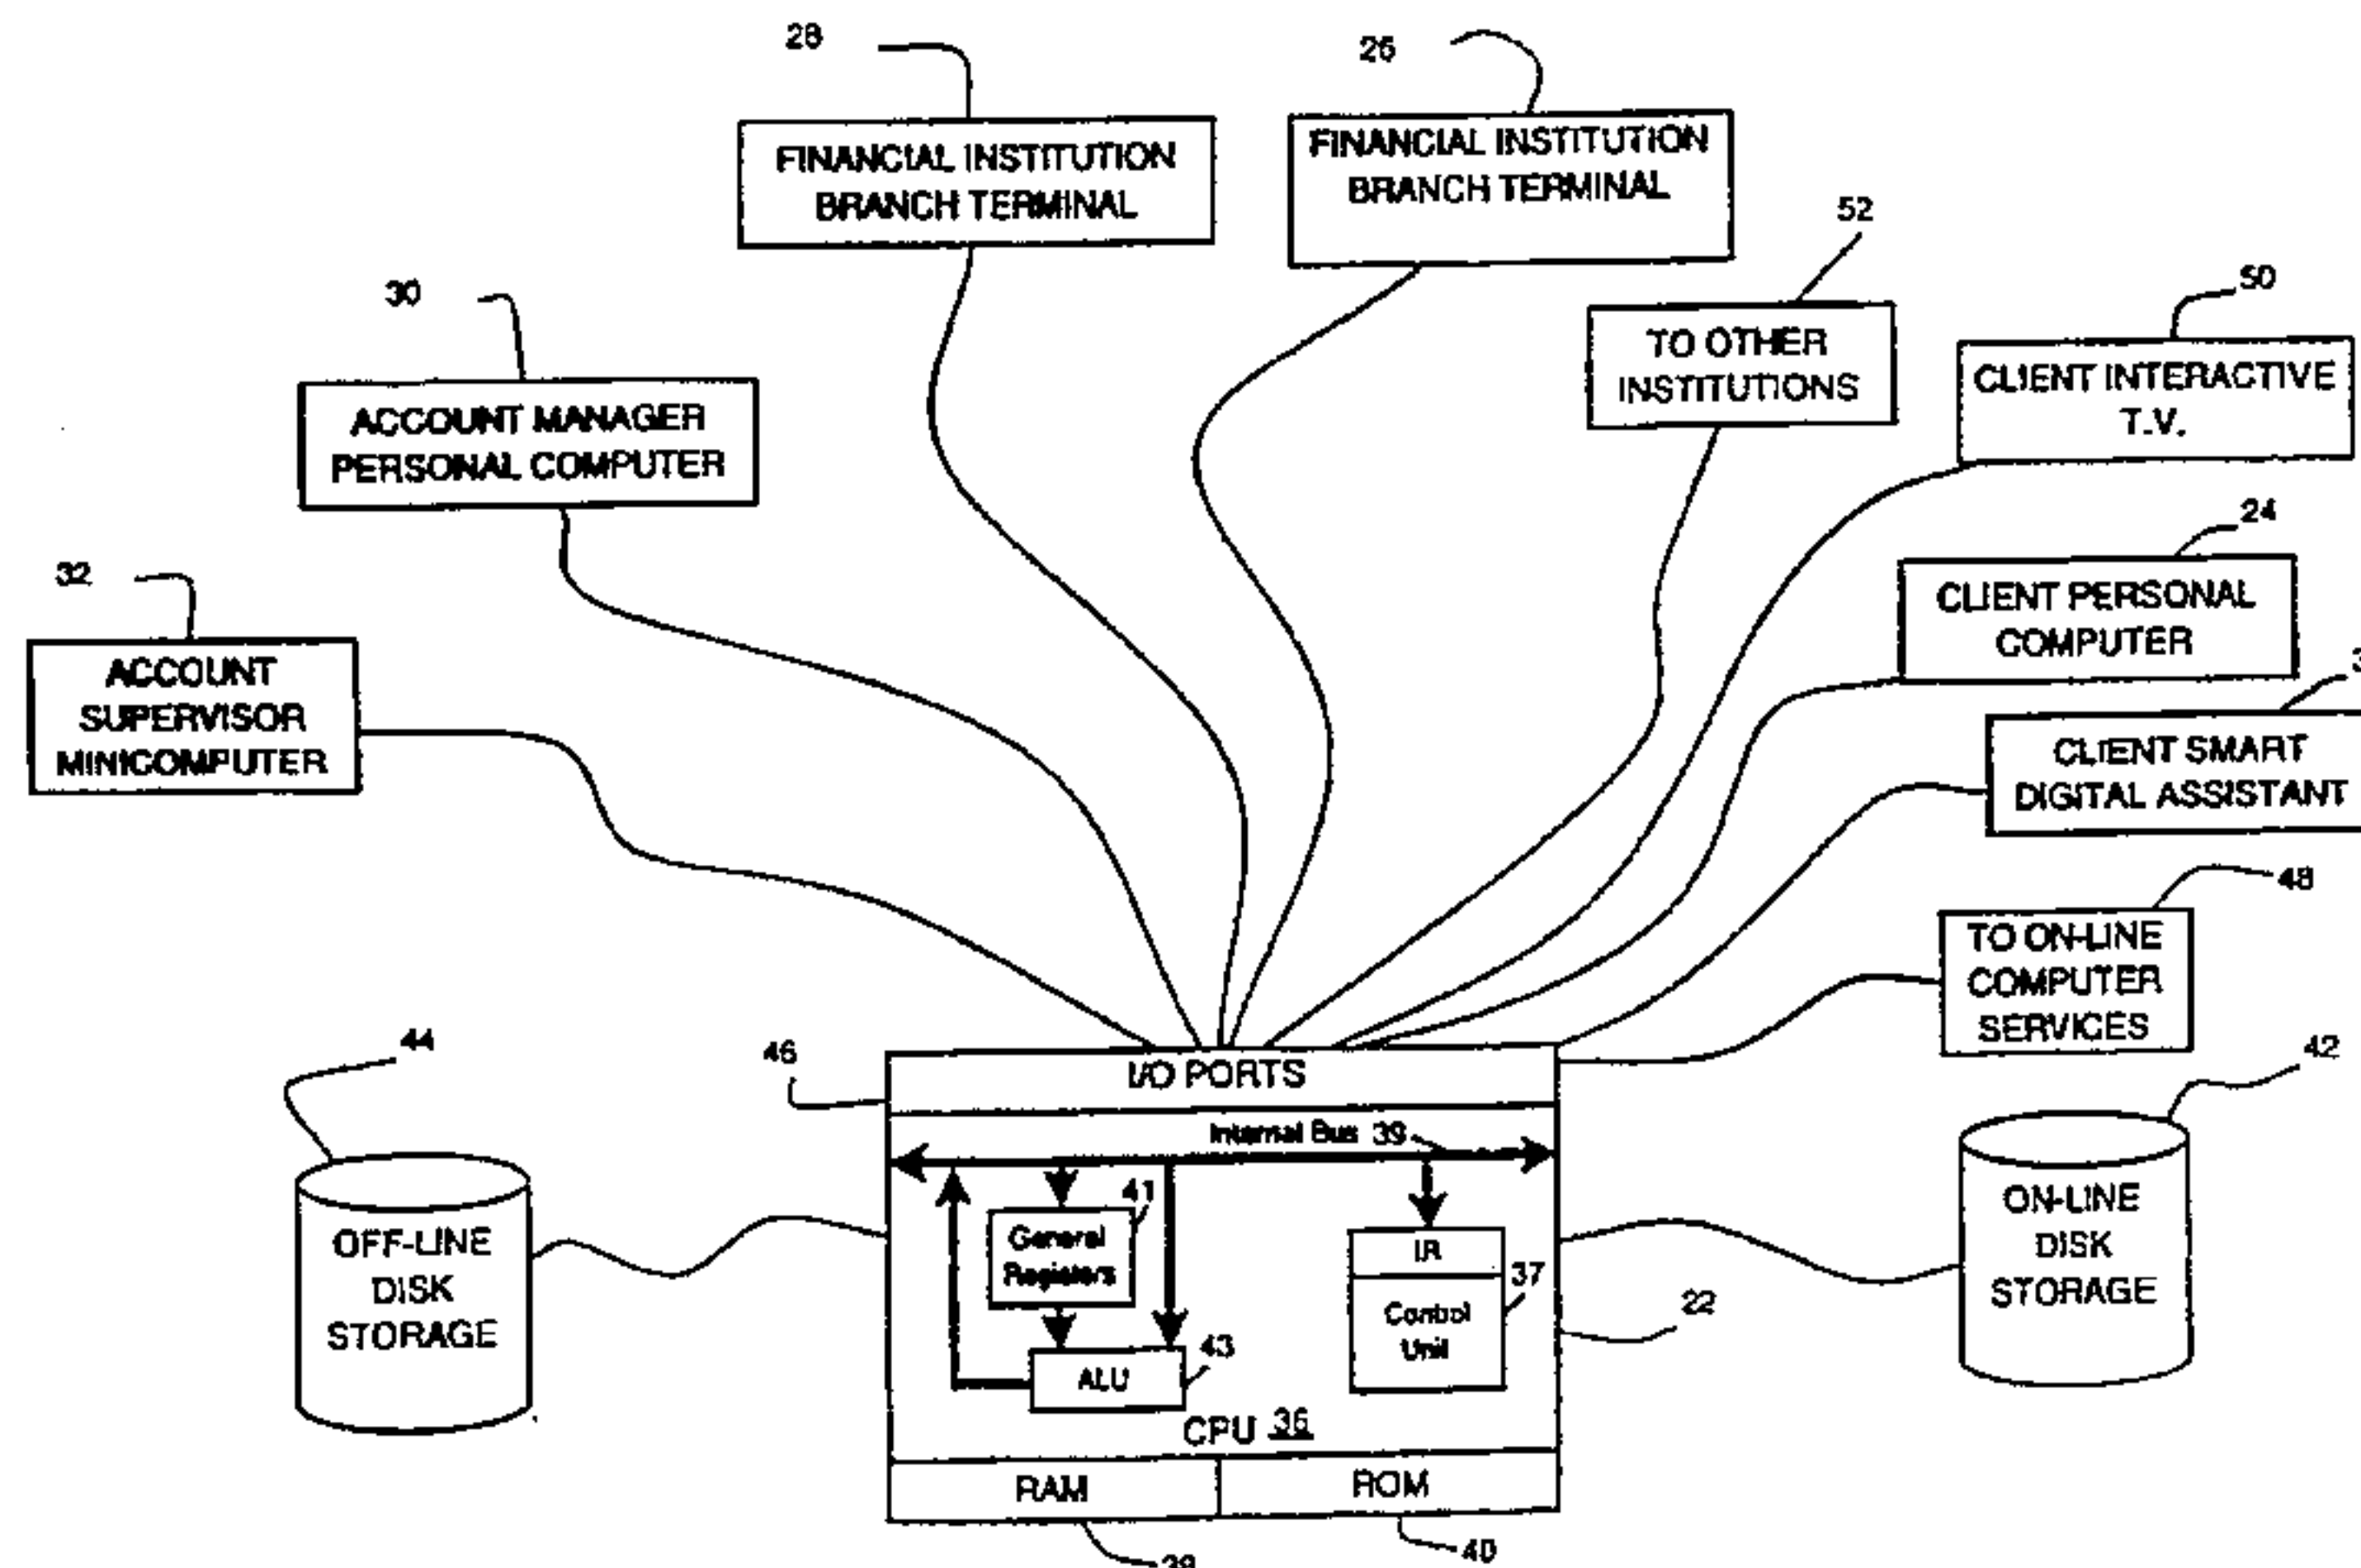 28
26
FINANCIAL INSTITUTION
BRANCH TERMINAL
FINANCIAL INSTITUTION
BRANCH TERMINAL
52
50
30
TO OTHER
INSTITUTIONS
CLIENT INTERACTIVE
T.V.
ACCOUNT MANAGER
PERSONAL COMPUTER
24
32
CLIENT PERSONAL
COMPUTER
ACCOUNT
SUPERVISOR
MINICOMPUTER
CLIENT SMART
DIGITAL ASSISTANT
48
TO ON-LINE
COMPUTER
SERVICES
44
46
I/O PORTS
42
Internal Bus 39
41
General
Registers
IR
37
Control
Unit
22
OFF-LINE
DISK
STORAGE
ON-LINE
DISK
STORAGE
43
ALU
CPU 36
RAM
ROM
38
40